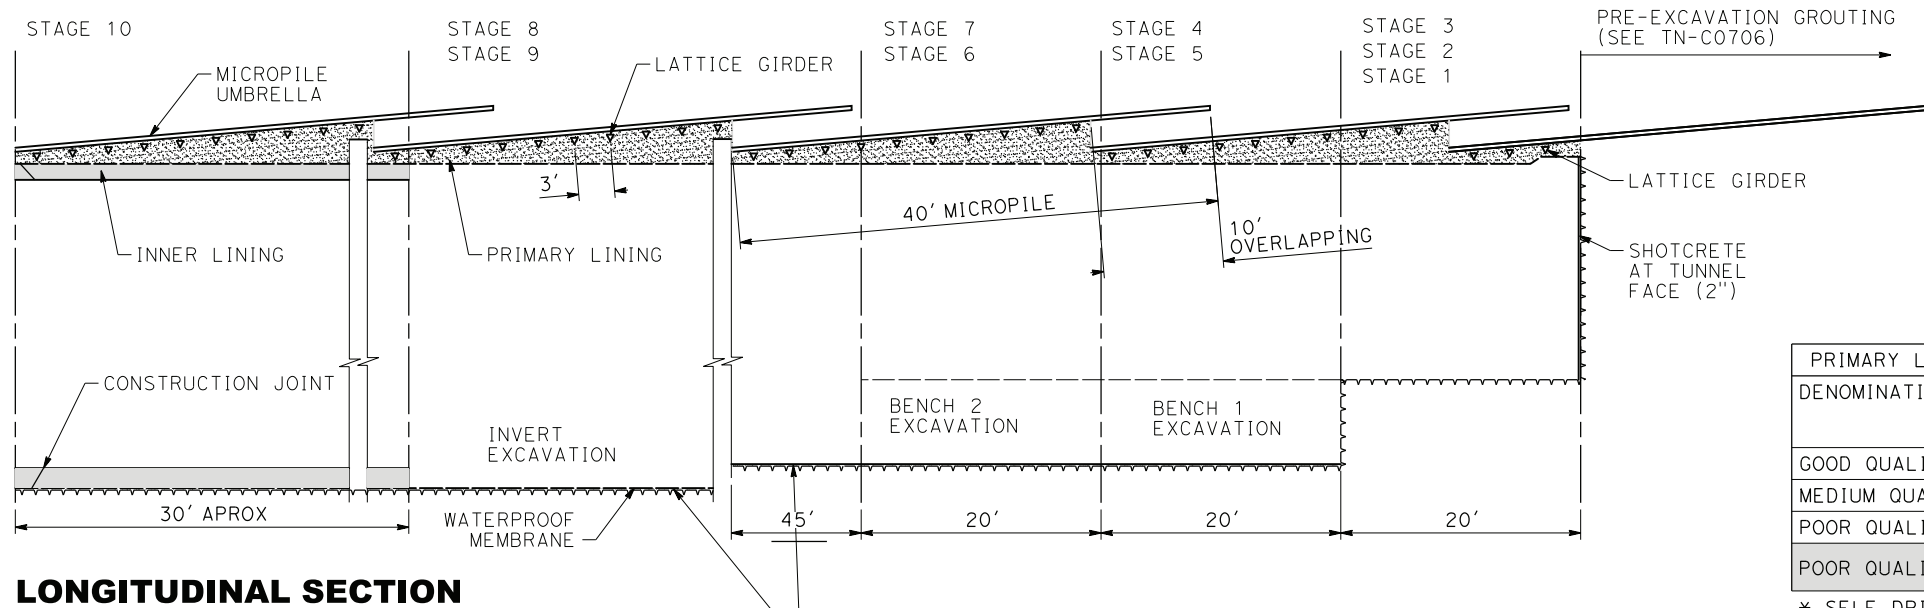 STAGE 10
STAGE 8
STAGE 9
STAGE 7
STAGE 6
STAGE 4
STAGE 5
STAGE 3
STAGE 2
STAGE 1
PRE-EXCAVATION GROUTING
(SEE TN-C0706)
MICROPILE
UMBRELLA
LATTICE GIRDER
3'
40' MICROPILE
10'
OVERLAPPING
LATTICE GIRDER
INNER LINING
PRIMARY LINING
SHOTCRETE
AT TUNNEL
FACE (2")
CONSTRUCTION JOINT
INVERT
EXCAVATION
BENCH 2
EXCAVATION
BENCH 1
EXCAVATION
30' APROX
WATERPROOF
MEMBRANE
45'
20'
20'
20'
LONGITUDINAL SECTION
PRIMARY L
DENOMINATI
GOOD QUALI
MEDIUM QUA
POOR QUALI
POOR QUALI
* SELF DRI